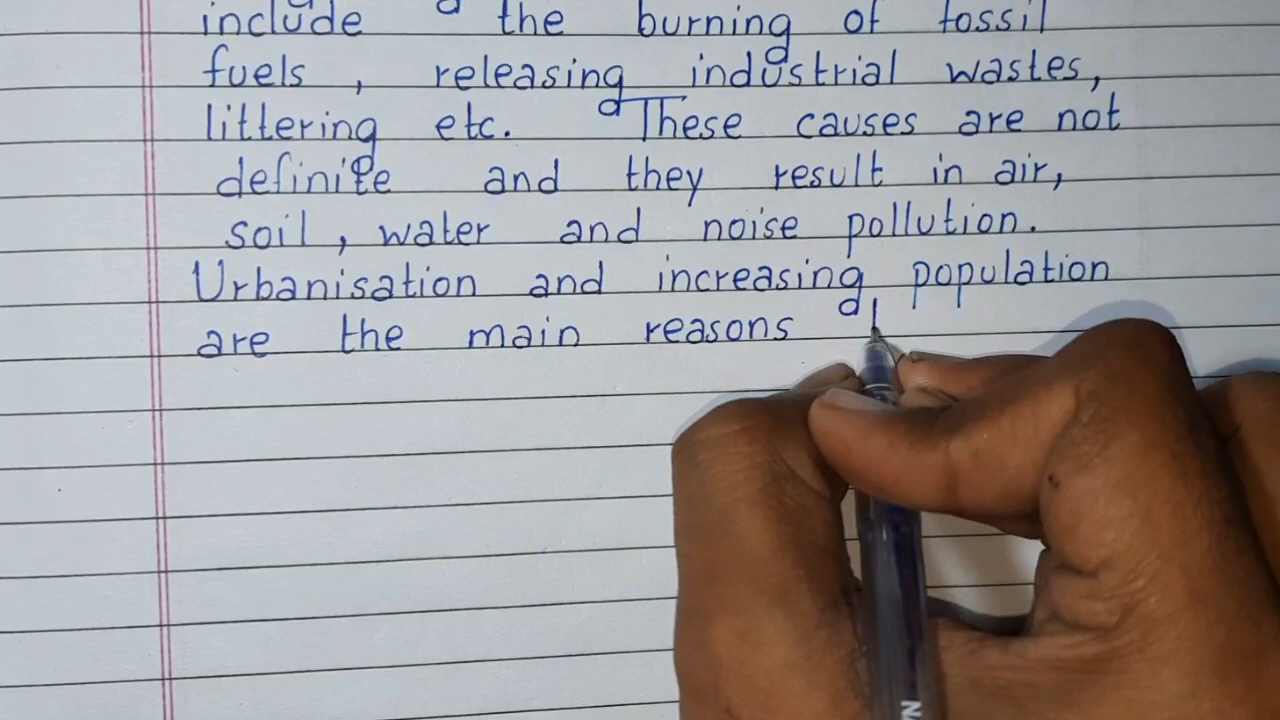 include the burning of fossil
fuels , releasing industrial wastes,
littering etc. These causes are not
definite and they result in air,
soil , water and noise pollution.
Urbanisation and increasing population
are the main reasons